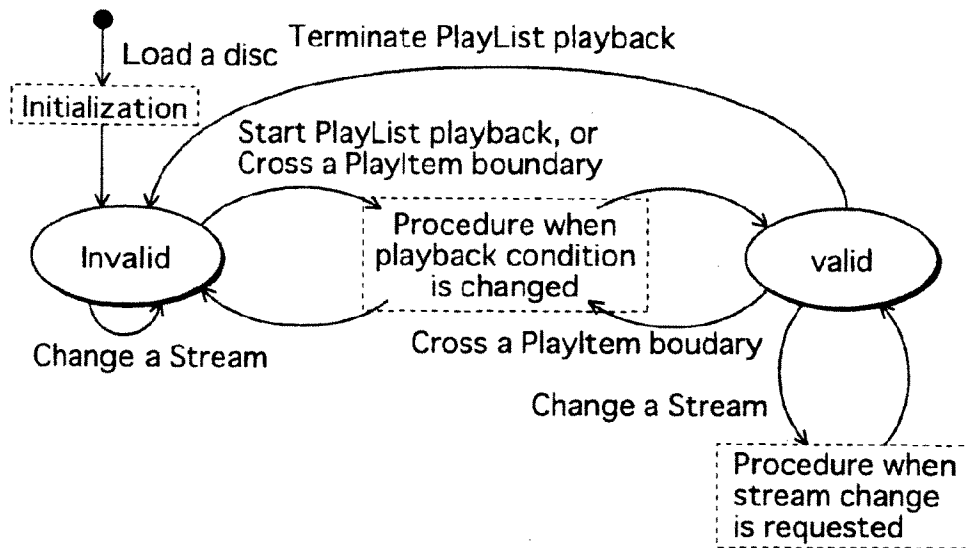 Load a disc
Terminate PlayList playback
Initialization
Start PlayList playback, or
Cross a PlayItem boundary
Invalid
Procedure when
playback condition
is changed
valid
Change a Stream
Cross a PlayItem boudary
Change a Stream
Procedure when
stream change
is requested